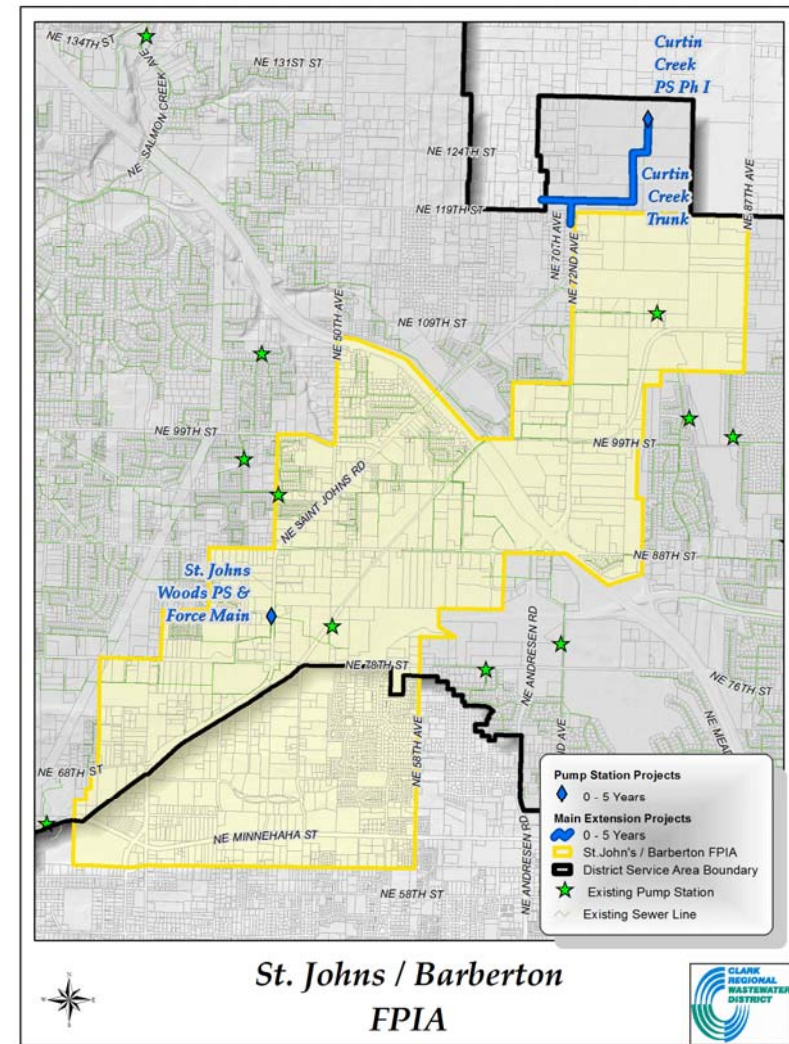 NE 134TH ST
NE SALMON CREEK AVE
NE 131ST ST
Curtin
Creek
PS Ph I
NE 124TH ST
Curtin
Creek
Trunk
NE 119TH ST
NE 87TH AVE
NE 70TH AVE
NE 72ND AVE
NE 50TH AVE
NE 109TH ST
NE 99TH ST
NE 99TH ST
NE SAINT JOHNS RD
NE 88TH ST
St. Johns
Woods PS &
Force Main
NE ANDRESEN RD
NE 78TH ST
NE 76TH ST
NE 58TH AVE
ND AVE
NE MEAD
NE 68TH ST
NE MINNEHAHA ST
NE 58TH ST
NE ANDRESEN RD
Pump Station Projects
0 - 5 Years
Main Extension Projects
0 - 5 Years
St.John's / Barberton FPIA
District Service Area Boundary
Existing Pump Station
Existing Sewer Line
St. Johns / Barberton
FPIA
CLARK
REGIONAL
WASTEWATER
DISTRICT